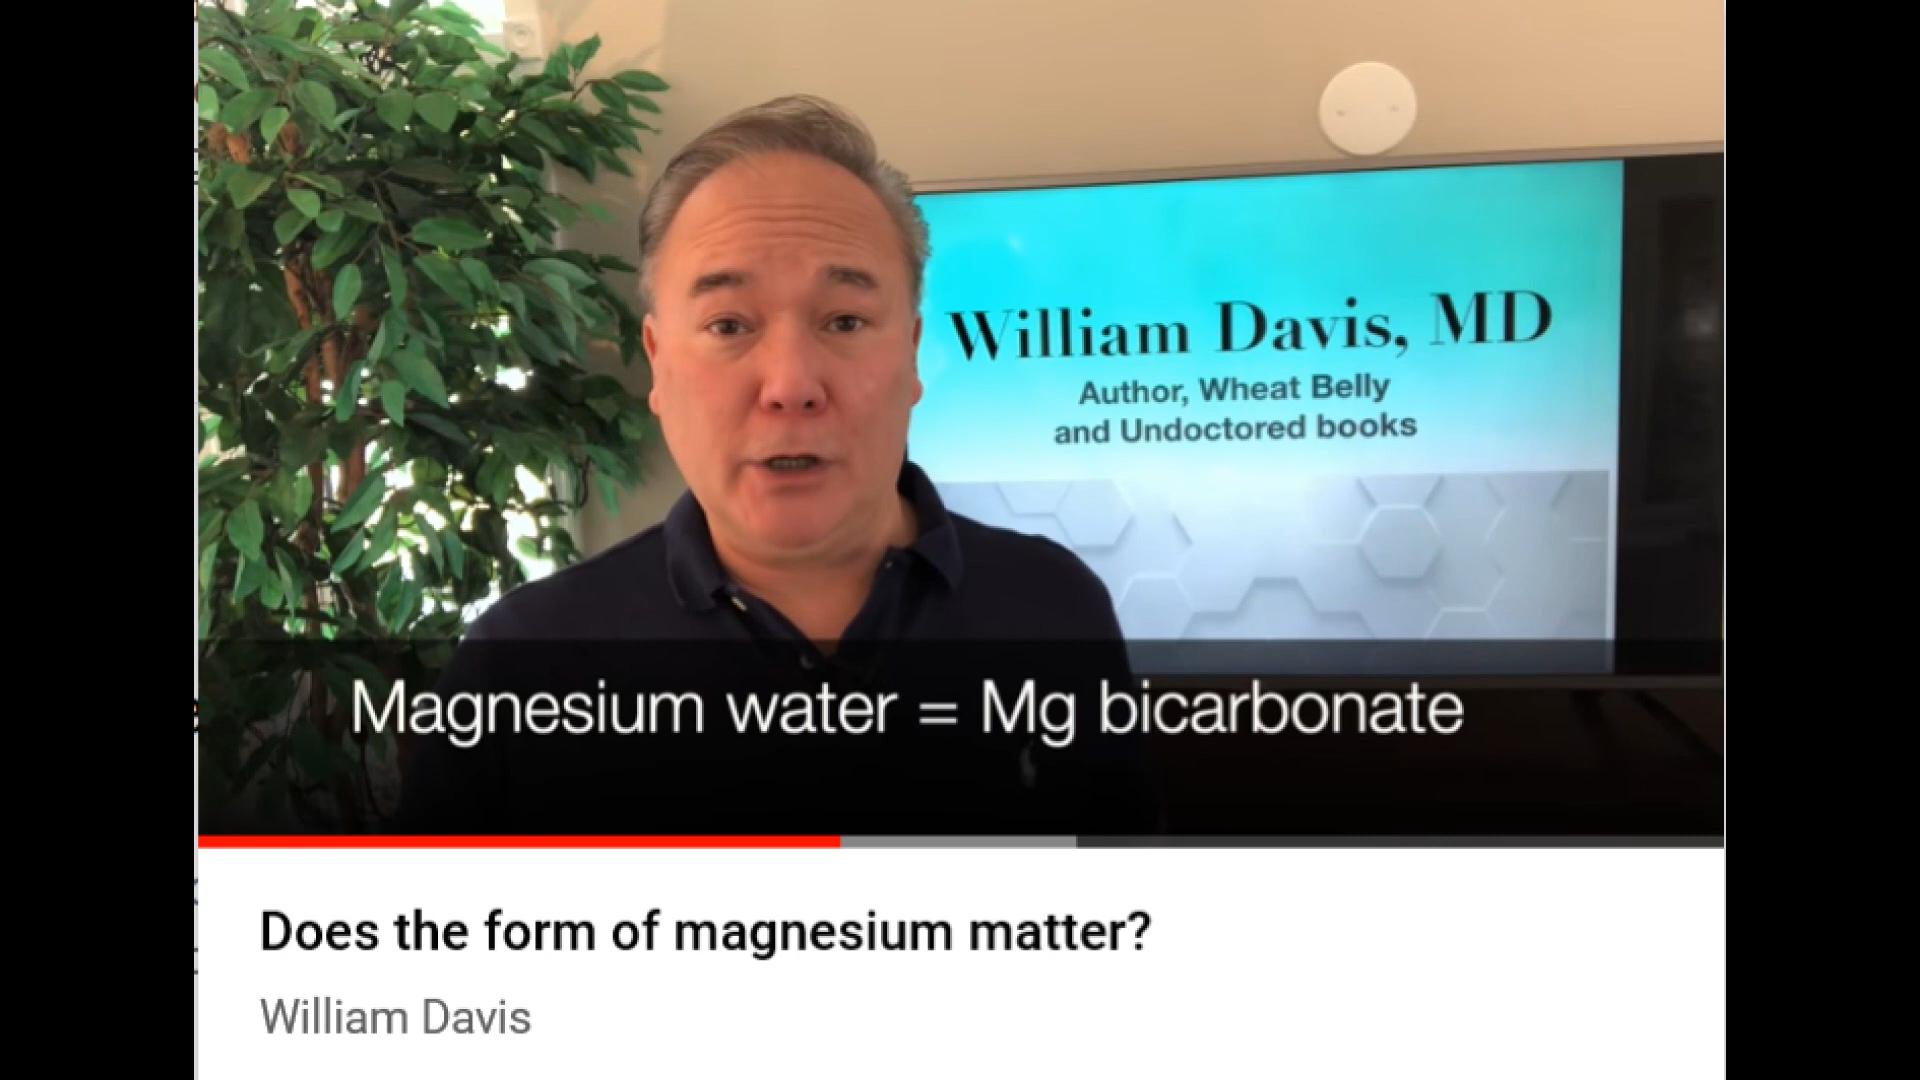 William Davis, MD
Author, Wheat Belly
and Undoctored books
Magnesium water = Mg bicarbonate
Does the form of magnesium matter?
William Davis